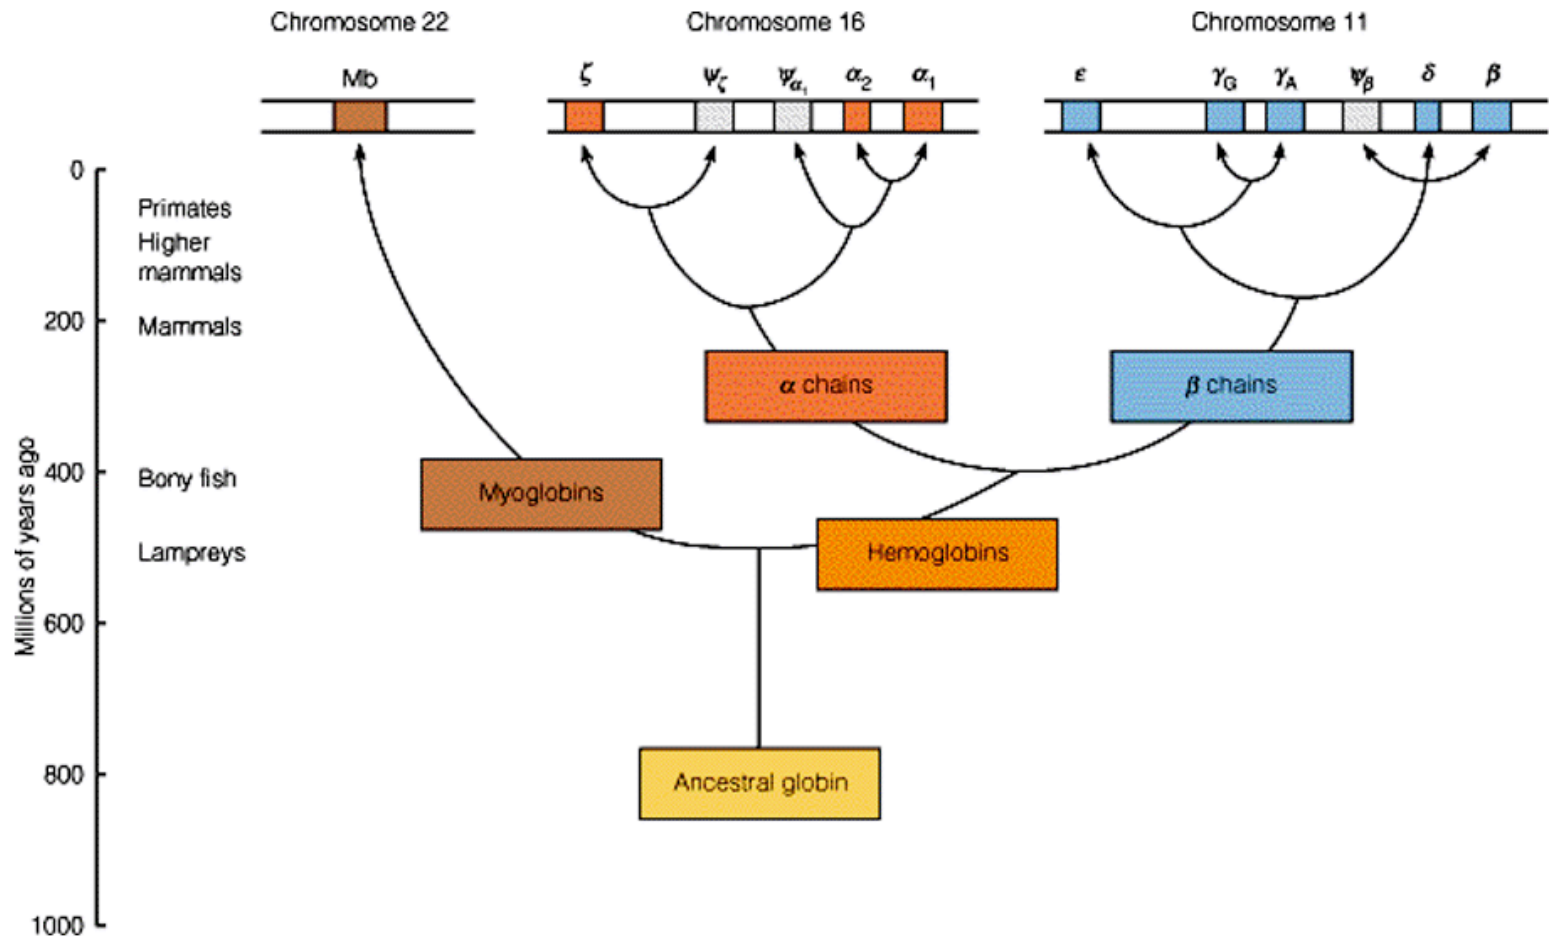 Chromosome 22
Chromosome 16
Chromosome 11
Mb
ζ
ψζ
ψα₁
α₂
α₁
ε
γG
γA
ψβ
δ
β
0
Primates
Higher
mammals
200
Mammals
α chains
β chains
400
Bony fish
Myoglobins
Lampreys
Hemoglobins
600
800
Ancestral globin
1000
Millions of years ago